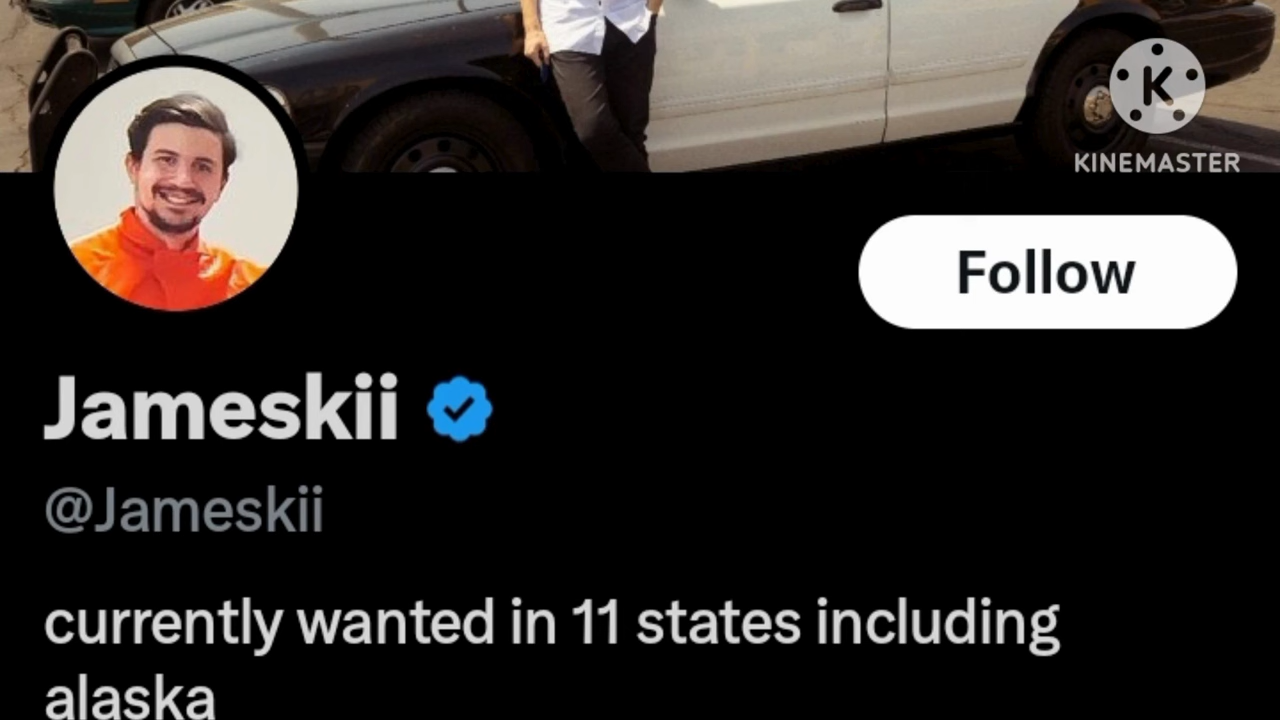 K
KINEMASTER
Follow
Jameskii
@Jameskii
currently wanted in 11 states including
alaska